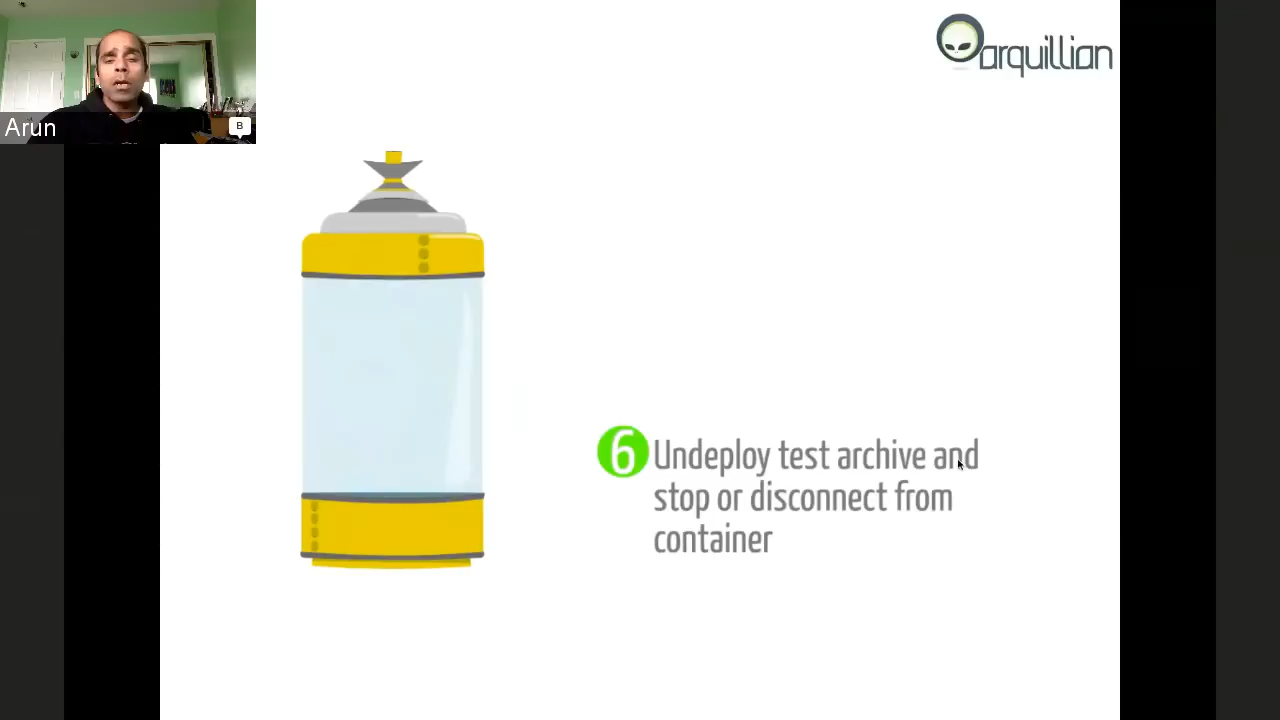 arquillian
Arun
B
6 Undeploy test archive and
stop or disconnect from
container